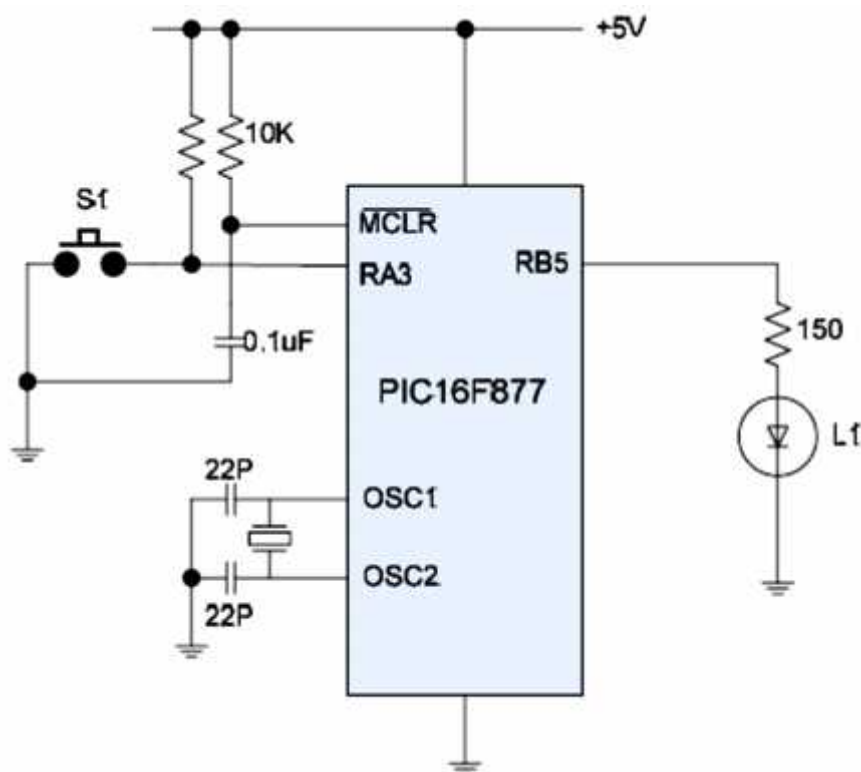 +5V
10K
S1
MCLR
RA3
RB5
0.1uF
150
PIC16F877
L1
22P
OSC1
OSC2
22P